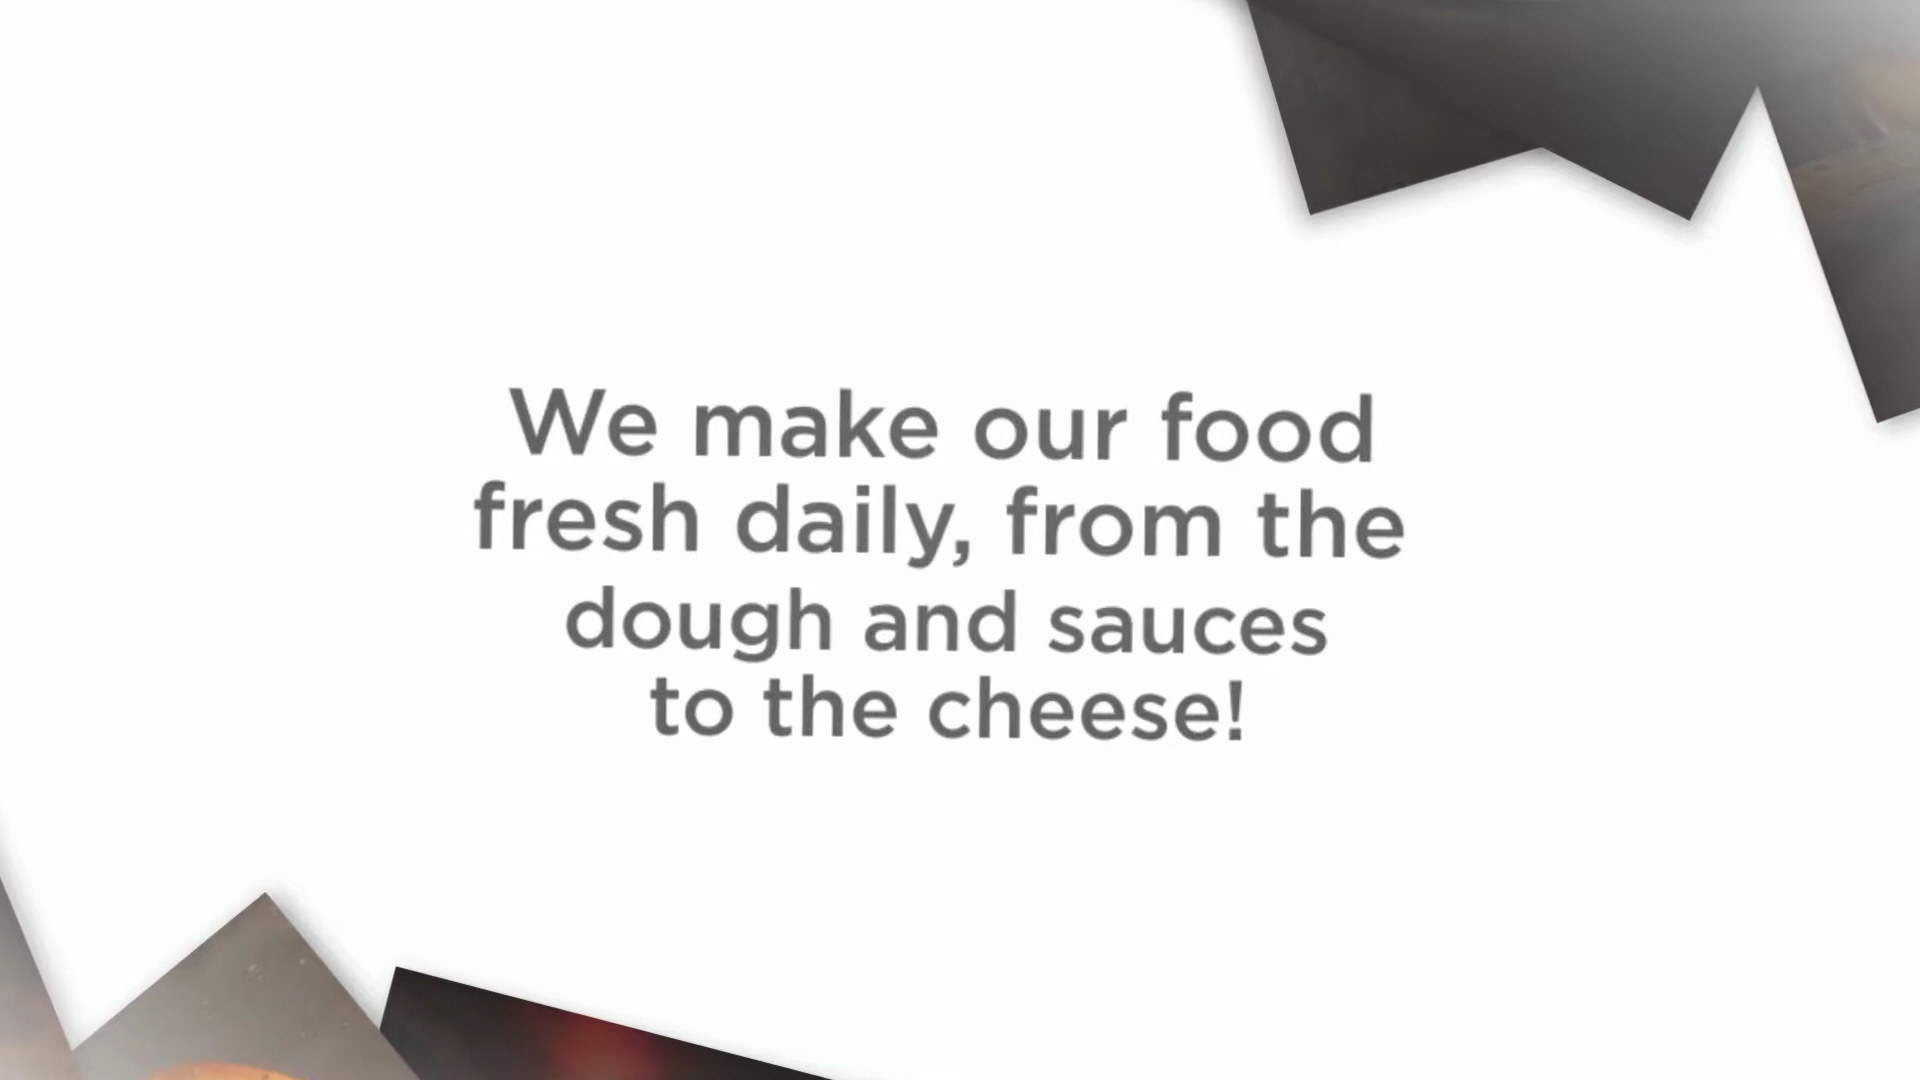 We make our food
fresh daily, from the
dough and sauces
to the cheese!